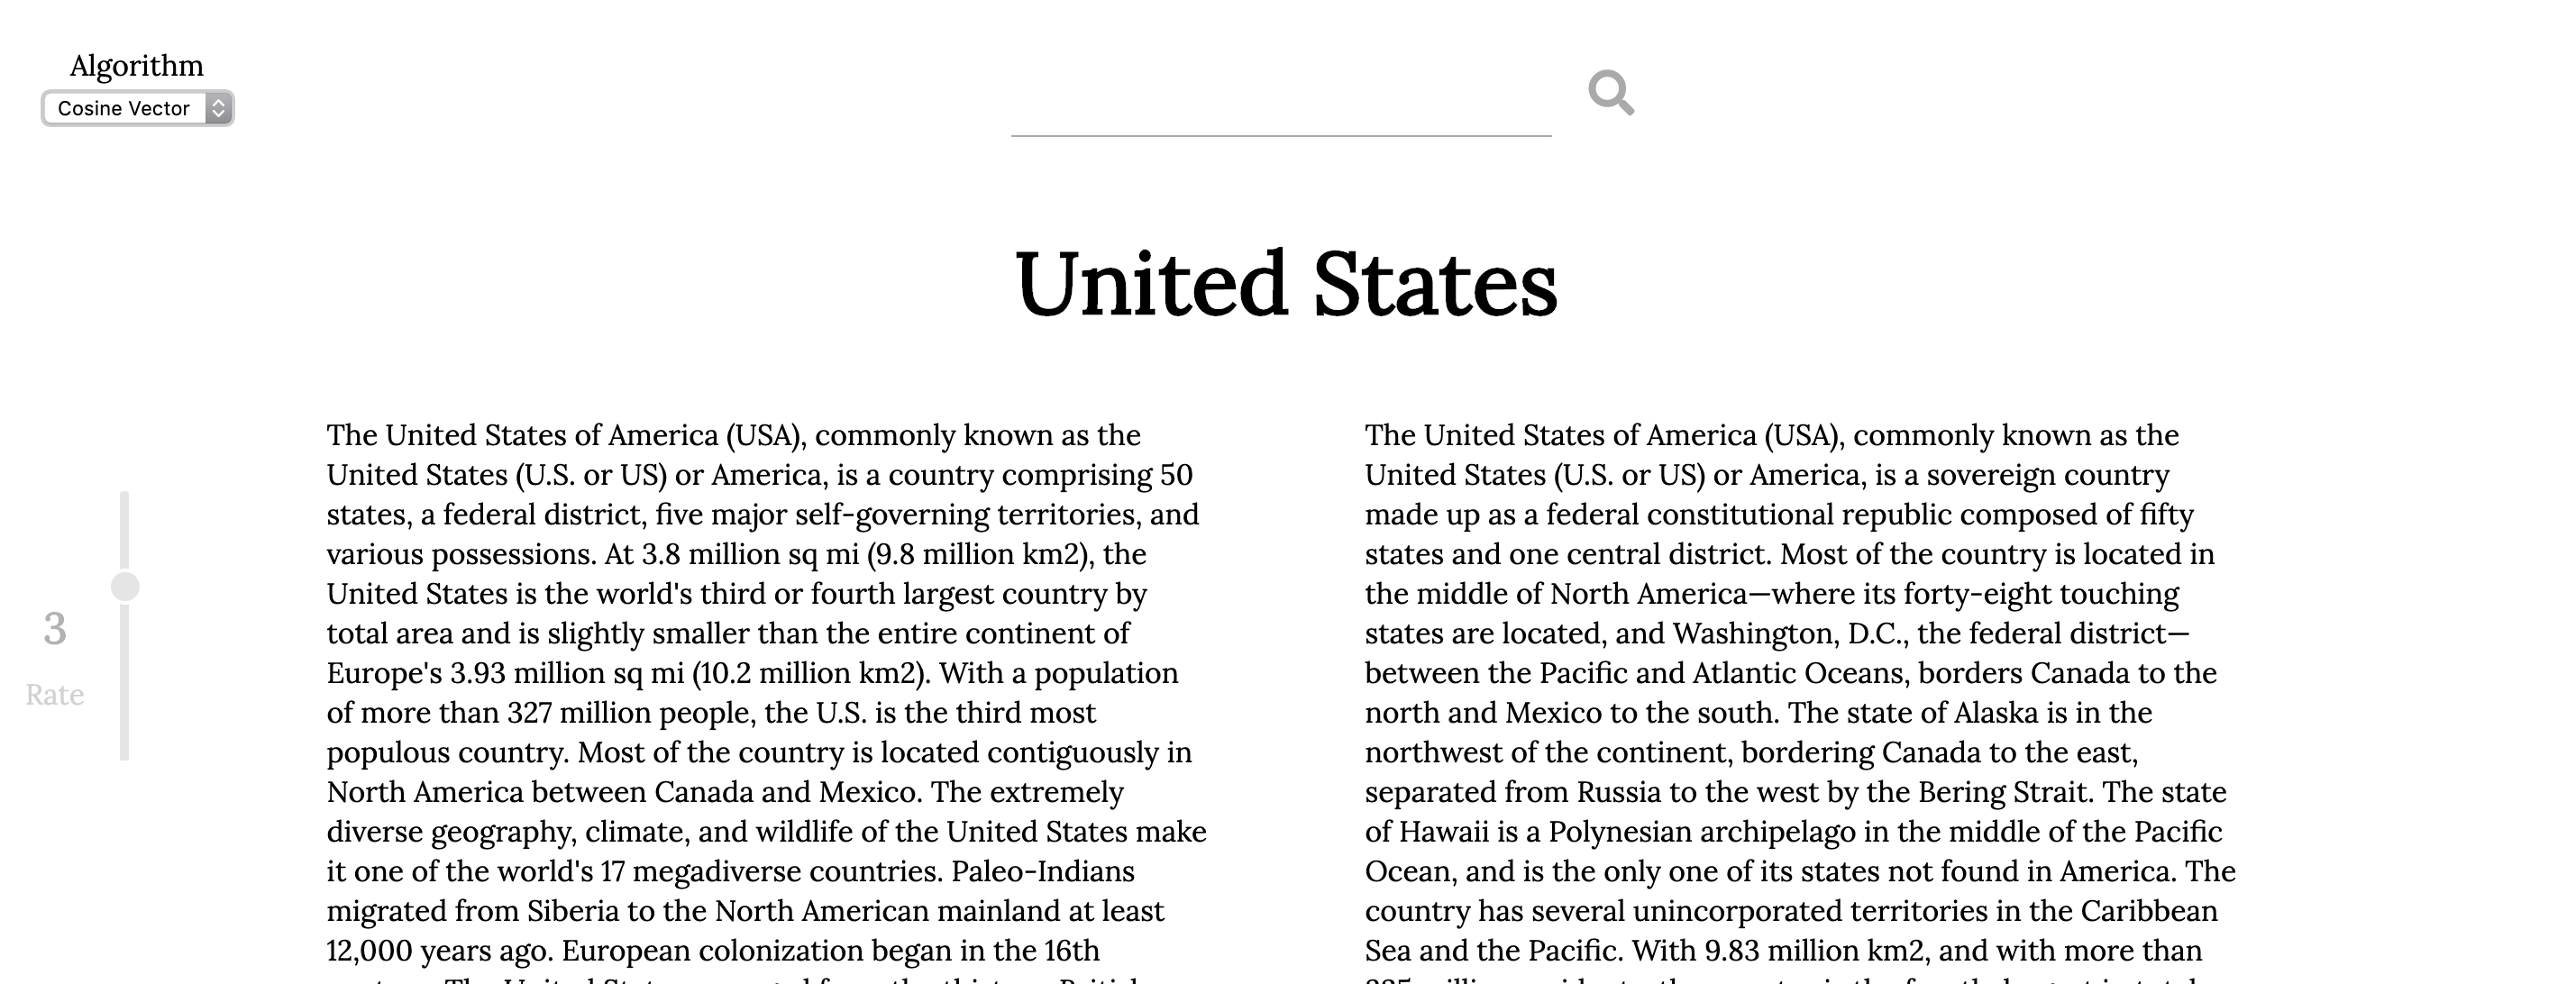 Algorithm
Cosine Vector
United States
The United States of America (USA), commonly known as the
United States (U.S. or US) or America, is a country comprising 50
states, a federal district, five major self-governing territories, and
various possessions. At 3.8 million sq mi (9.8 million km2), the
United States is the world's third or fourth largest country by
total area and is slightly smaller than the entire continent of
Europe's 3.93 million sq mi (10.2 million km2). With a population
of more than 327 million people, the U.S. is the third most
populous country. Most of the country is located contiguously in
North America between Canada and Mexico. The extremely
diverse geography, climate, and wildlife of the United States make
it one of the world's 17 megadiverse countries. Paleo-Indians
migrated from Siberia to the North American mainland at least
12,000 years ago. European colonization began in the 16th
The United States of America (USA), commonly known as the
United States (U.S. or US) or America, is a sovereign country
made up as a federal constitutional republic composed of fifty
states and one central district. Most of the country is located in
the middle of North America—where its forty-eight touching
states are located, and Washington, D.C., the federal district—
between the Pacific and Atlantic Oceans, borders Canada to the
north and Mexico to the south. The state of Alaska is in the
northwest of the continent, bordering Canada to the east,
separated from Russia to the west by the Bering Strait. The state
of Hawaii is a Polynesian archipelago in the middle of the Pacific
Ocean, and is the only one of its states not found in America. The
country has several unincorporated territories in the Caribbean
Sea and the Pacific. With 9.83 million km2, and with more than
3
Rate